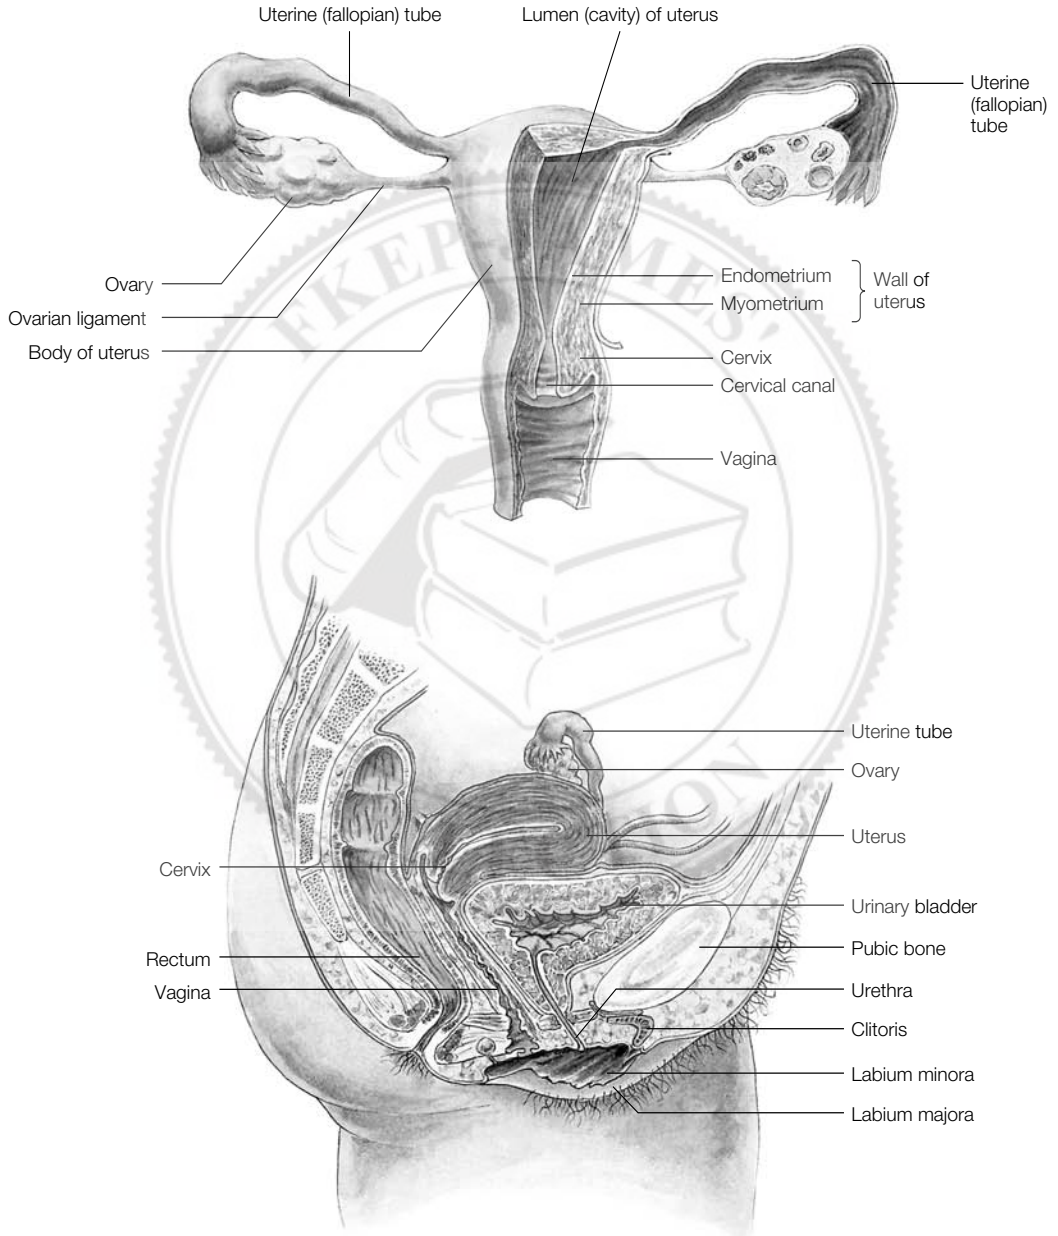 Uterine (fallopian) tube
Lumen (cavity) of uterus
Uterine
(fallopian)
tube
Ovary
Ovarian ligament
Body of uterus
Endometrium
Myometrium
Wall of
uterus
Cervix
Cervical canal
Vagina
Uterine tube
Ovary
Uterus
Cervix
Urinary bladder
Pubic bone
Rectum
Vagina
Urethra
Clitoris
Labium minora
Labium majora